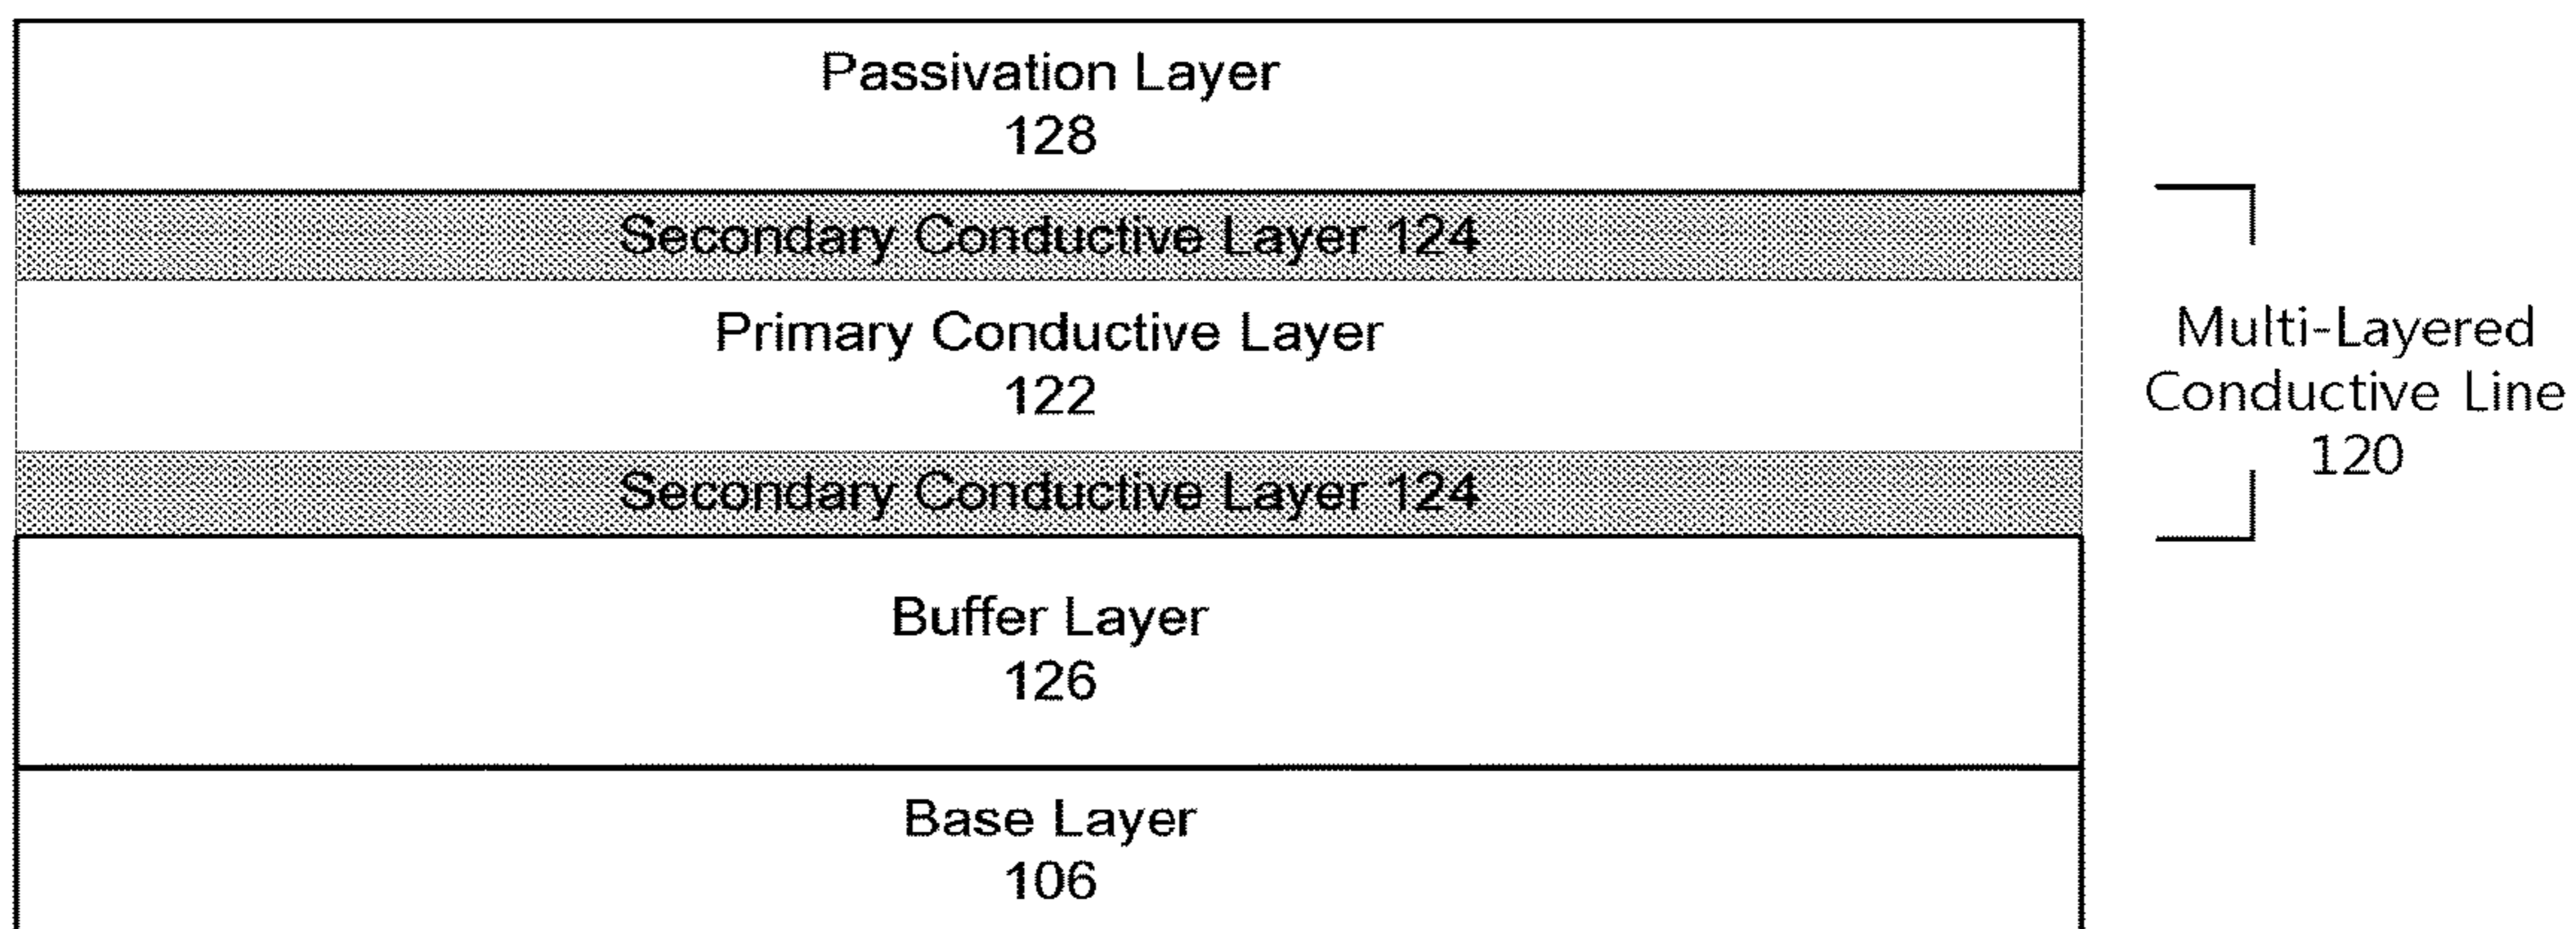 Passivation Layer
128
Secondary Conductive Layer 124
Primary Conductive Layer
122
Secondary Conductive Layer 124
Multi-Layered
Conductive Line
120
Buffer Layer
126
Base Layer
106